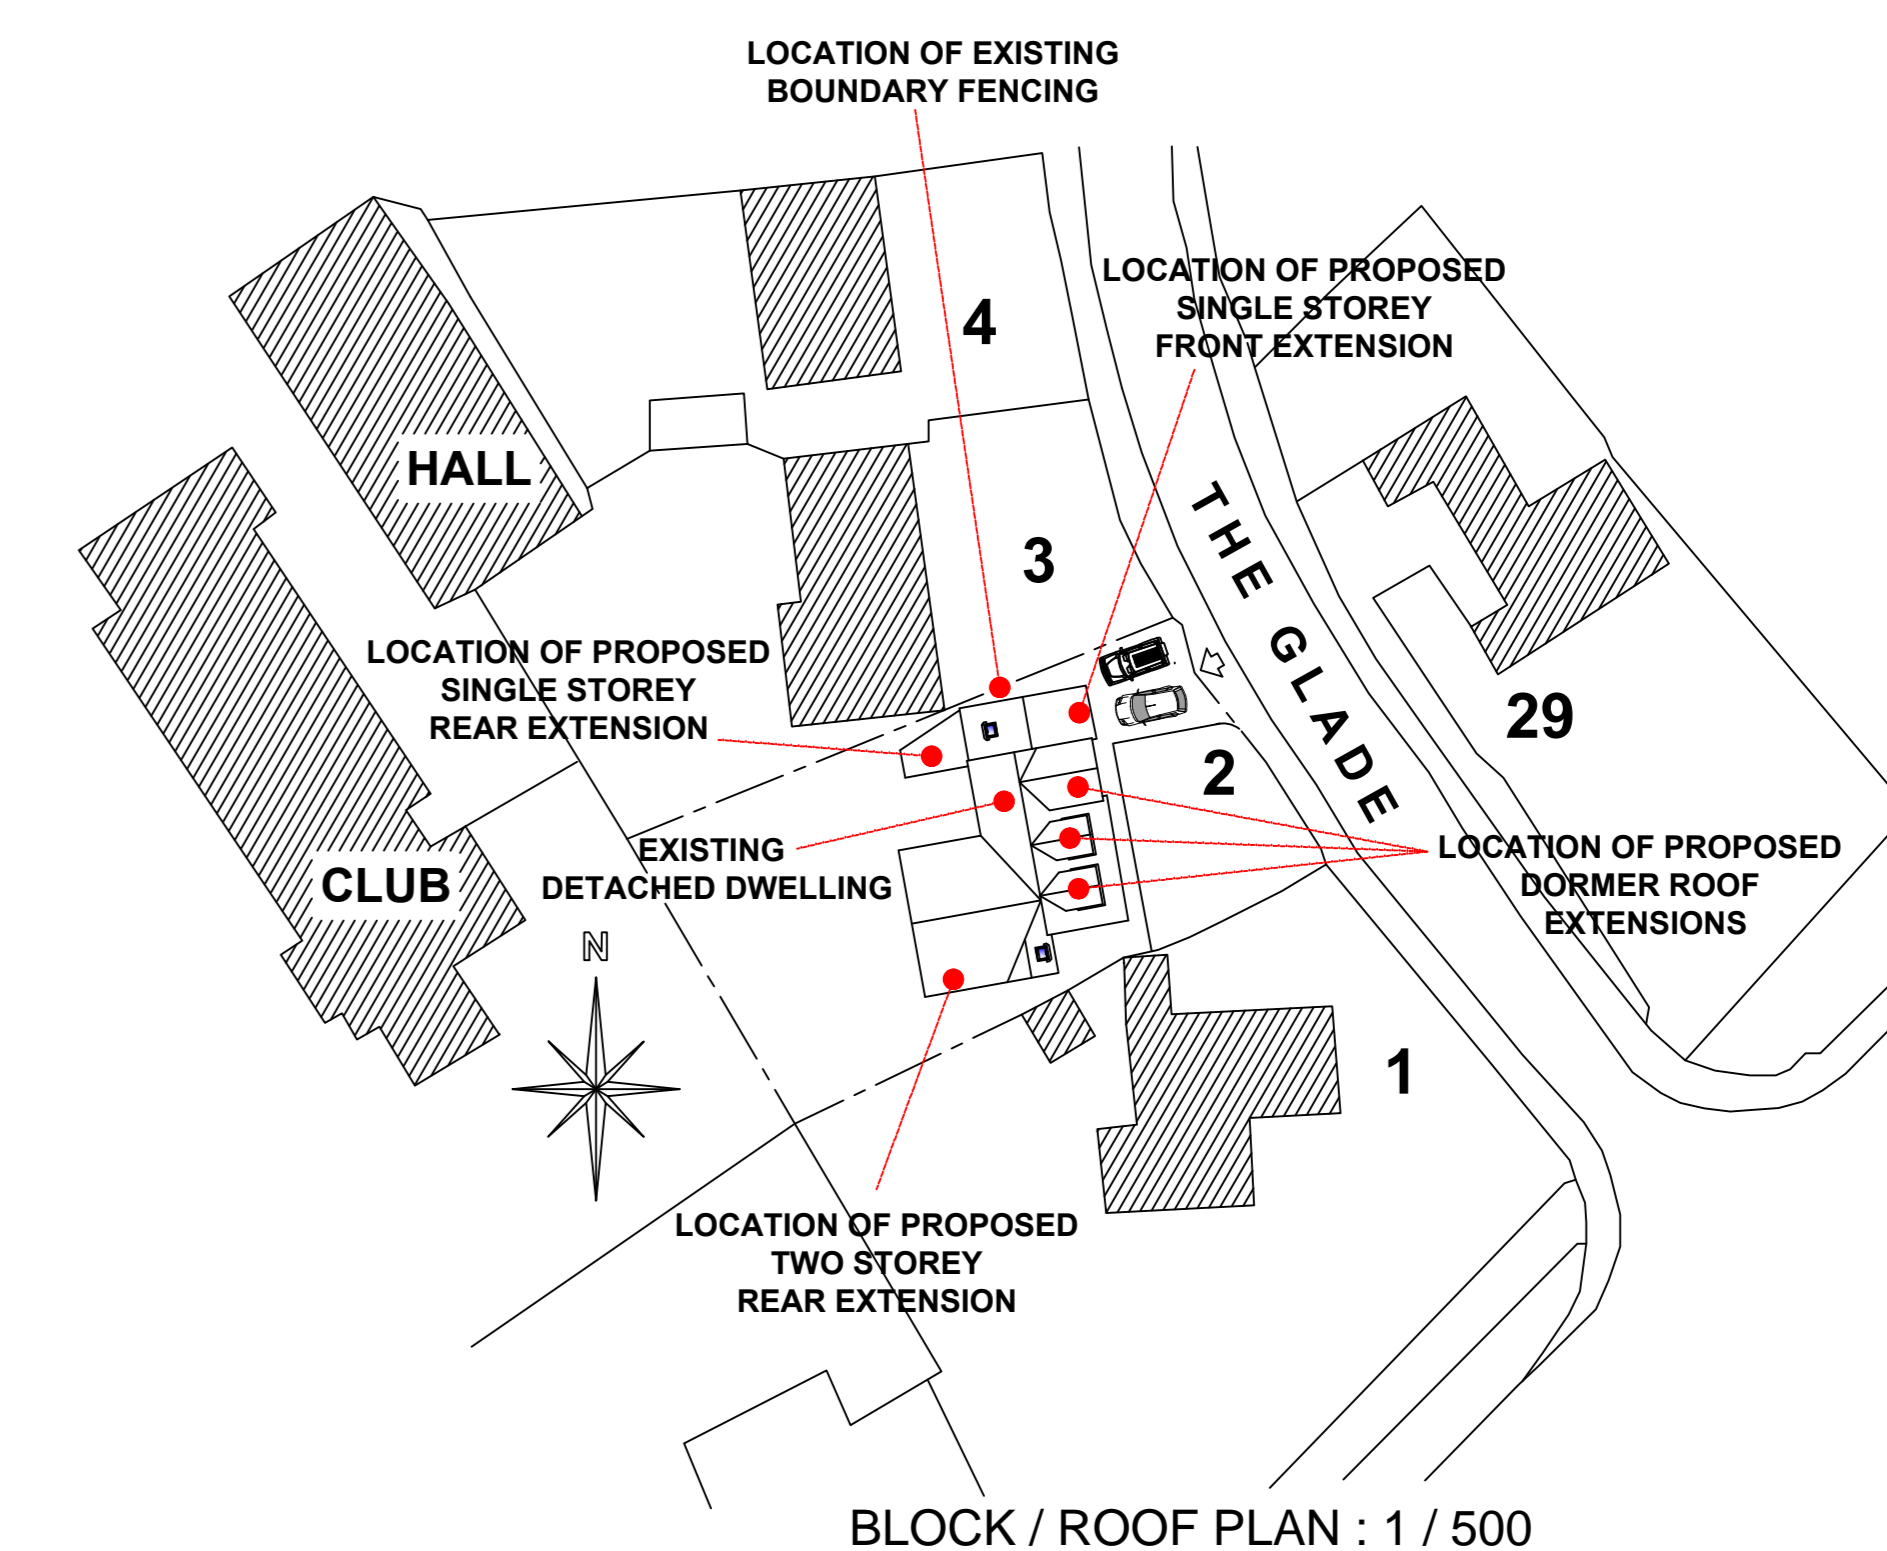 LOCATION OF EXISTING
BOUNDARY FENCING
LOCATION OF PROPOSED
SINGLE STOREY
FRONT EXTENSION
4
HALL
3
THE GLADE
LOCATION OF PROPOSED
SINGLE STOREY
REAR EXTENSION
29
2
EXISTING
DETACHED DWELLING
CLUB
LOCATION OF PROPOSED
DORMER ROOF
EXTENSIONS
N
1
LOCATION OF PROPOSED
TWO STOREY
REAR EXTENSION
BLOCK / ROOF PLAN : 1 / 500